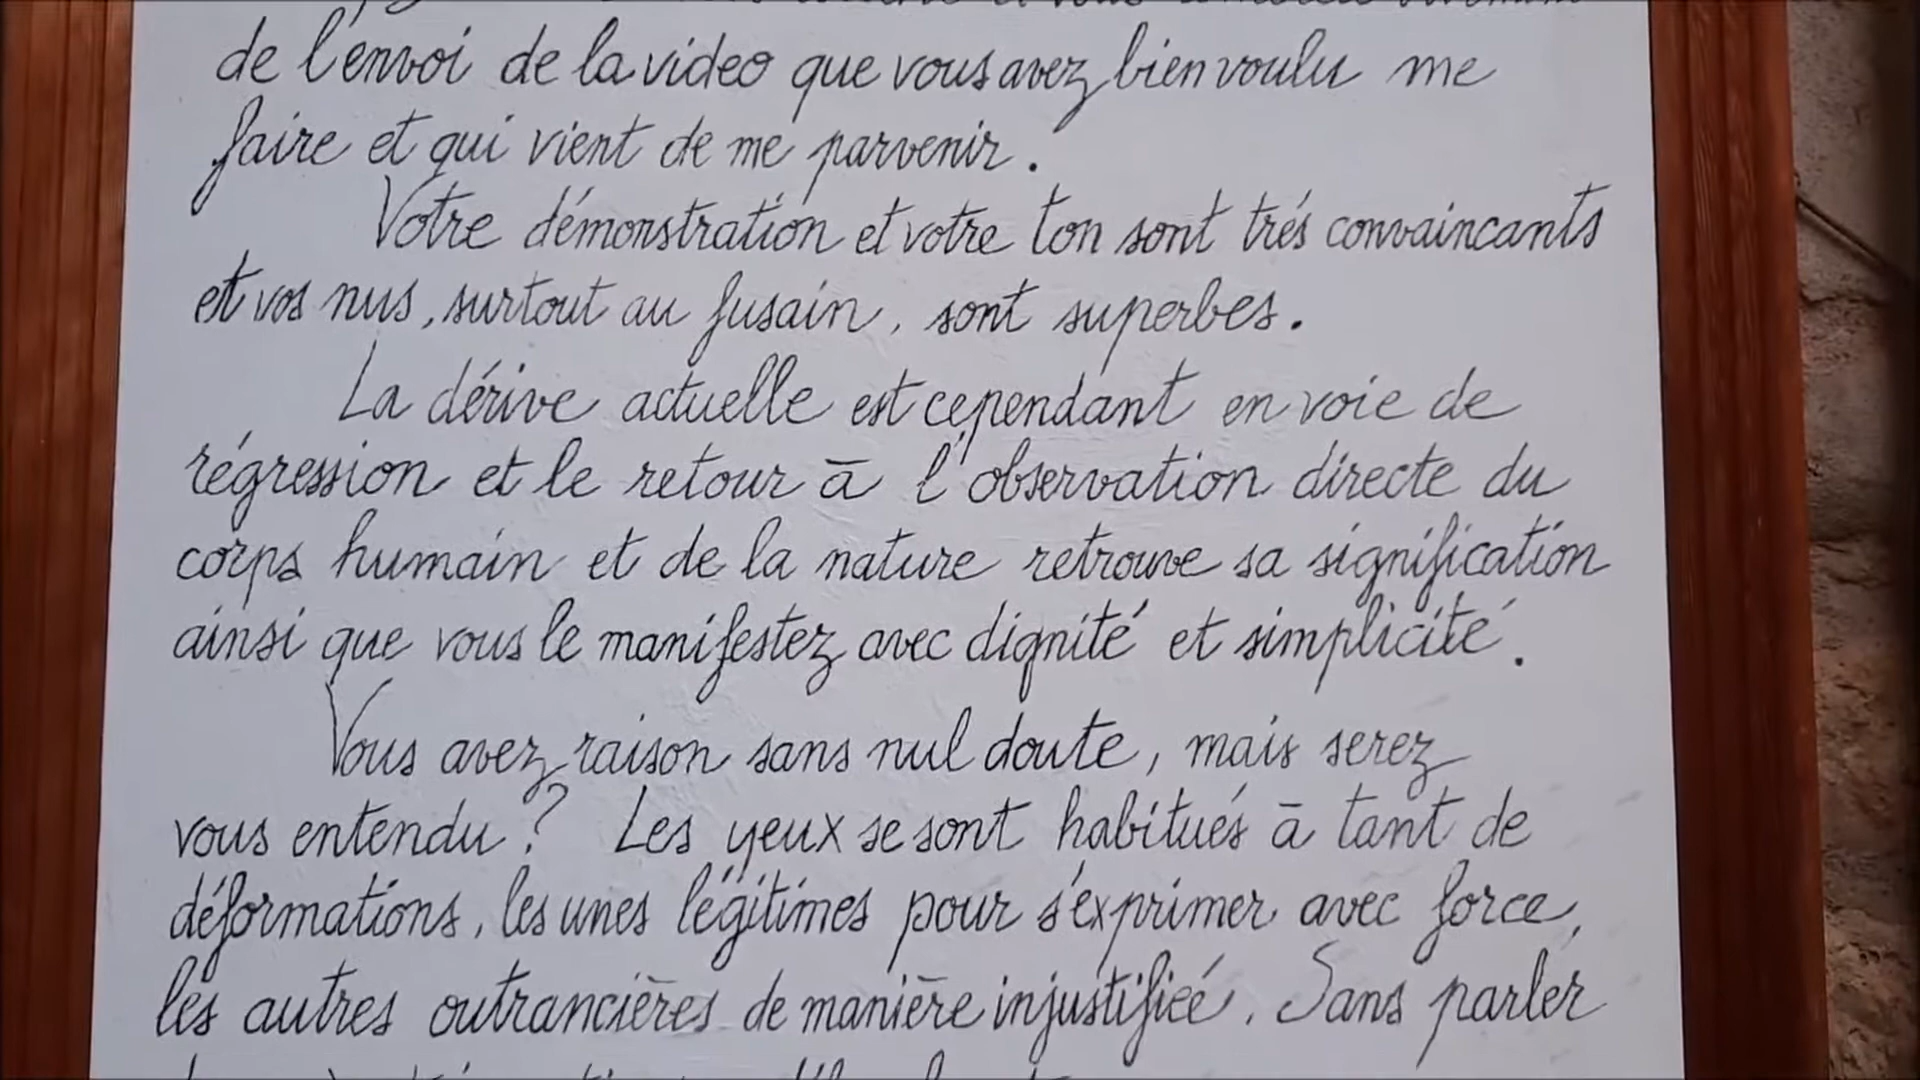 de l'envoi de la video que vous avez bien voulu me
faire et qui vient de me parvenir.
Votre démonstration et votre ton sont trés convaincants
et vos nus, surtout au fusain, sont superbes.
La dérive actuelle est cependant en voie de
régression et le retour à l'observation directe du
corps humain et de la nature retrouve sa signification
ainsi que vous le manifestez avec dignité et simplicité.
Vous avez raison sans nul doute, mais serez
vous entendu ? Les yeux se sont habitués à tant de
déformations, les unes légitimes pour s'exprimer avec force,
les autres outrancières de manière injustifieé. Sans parler